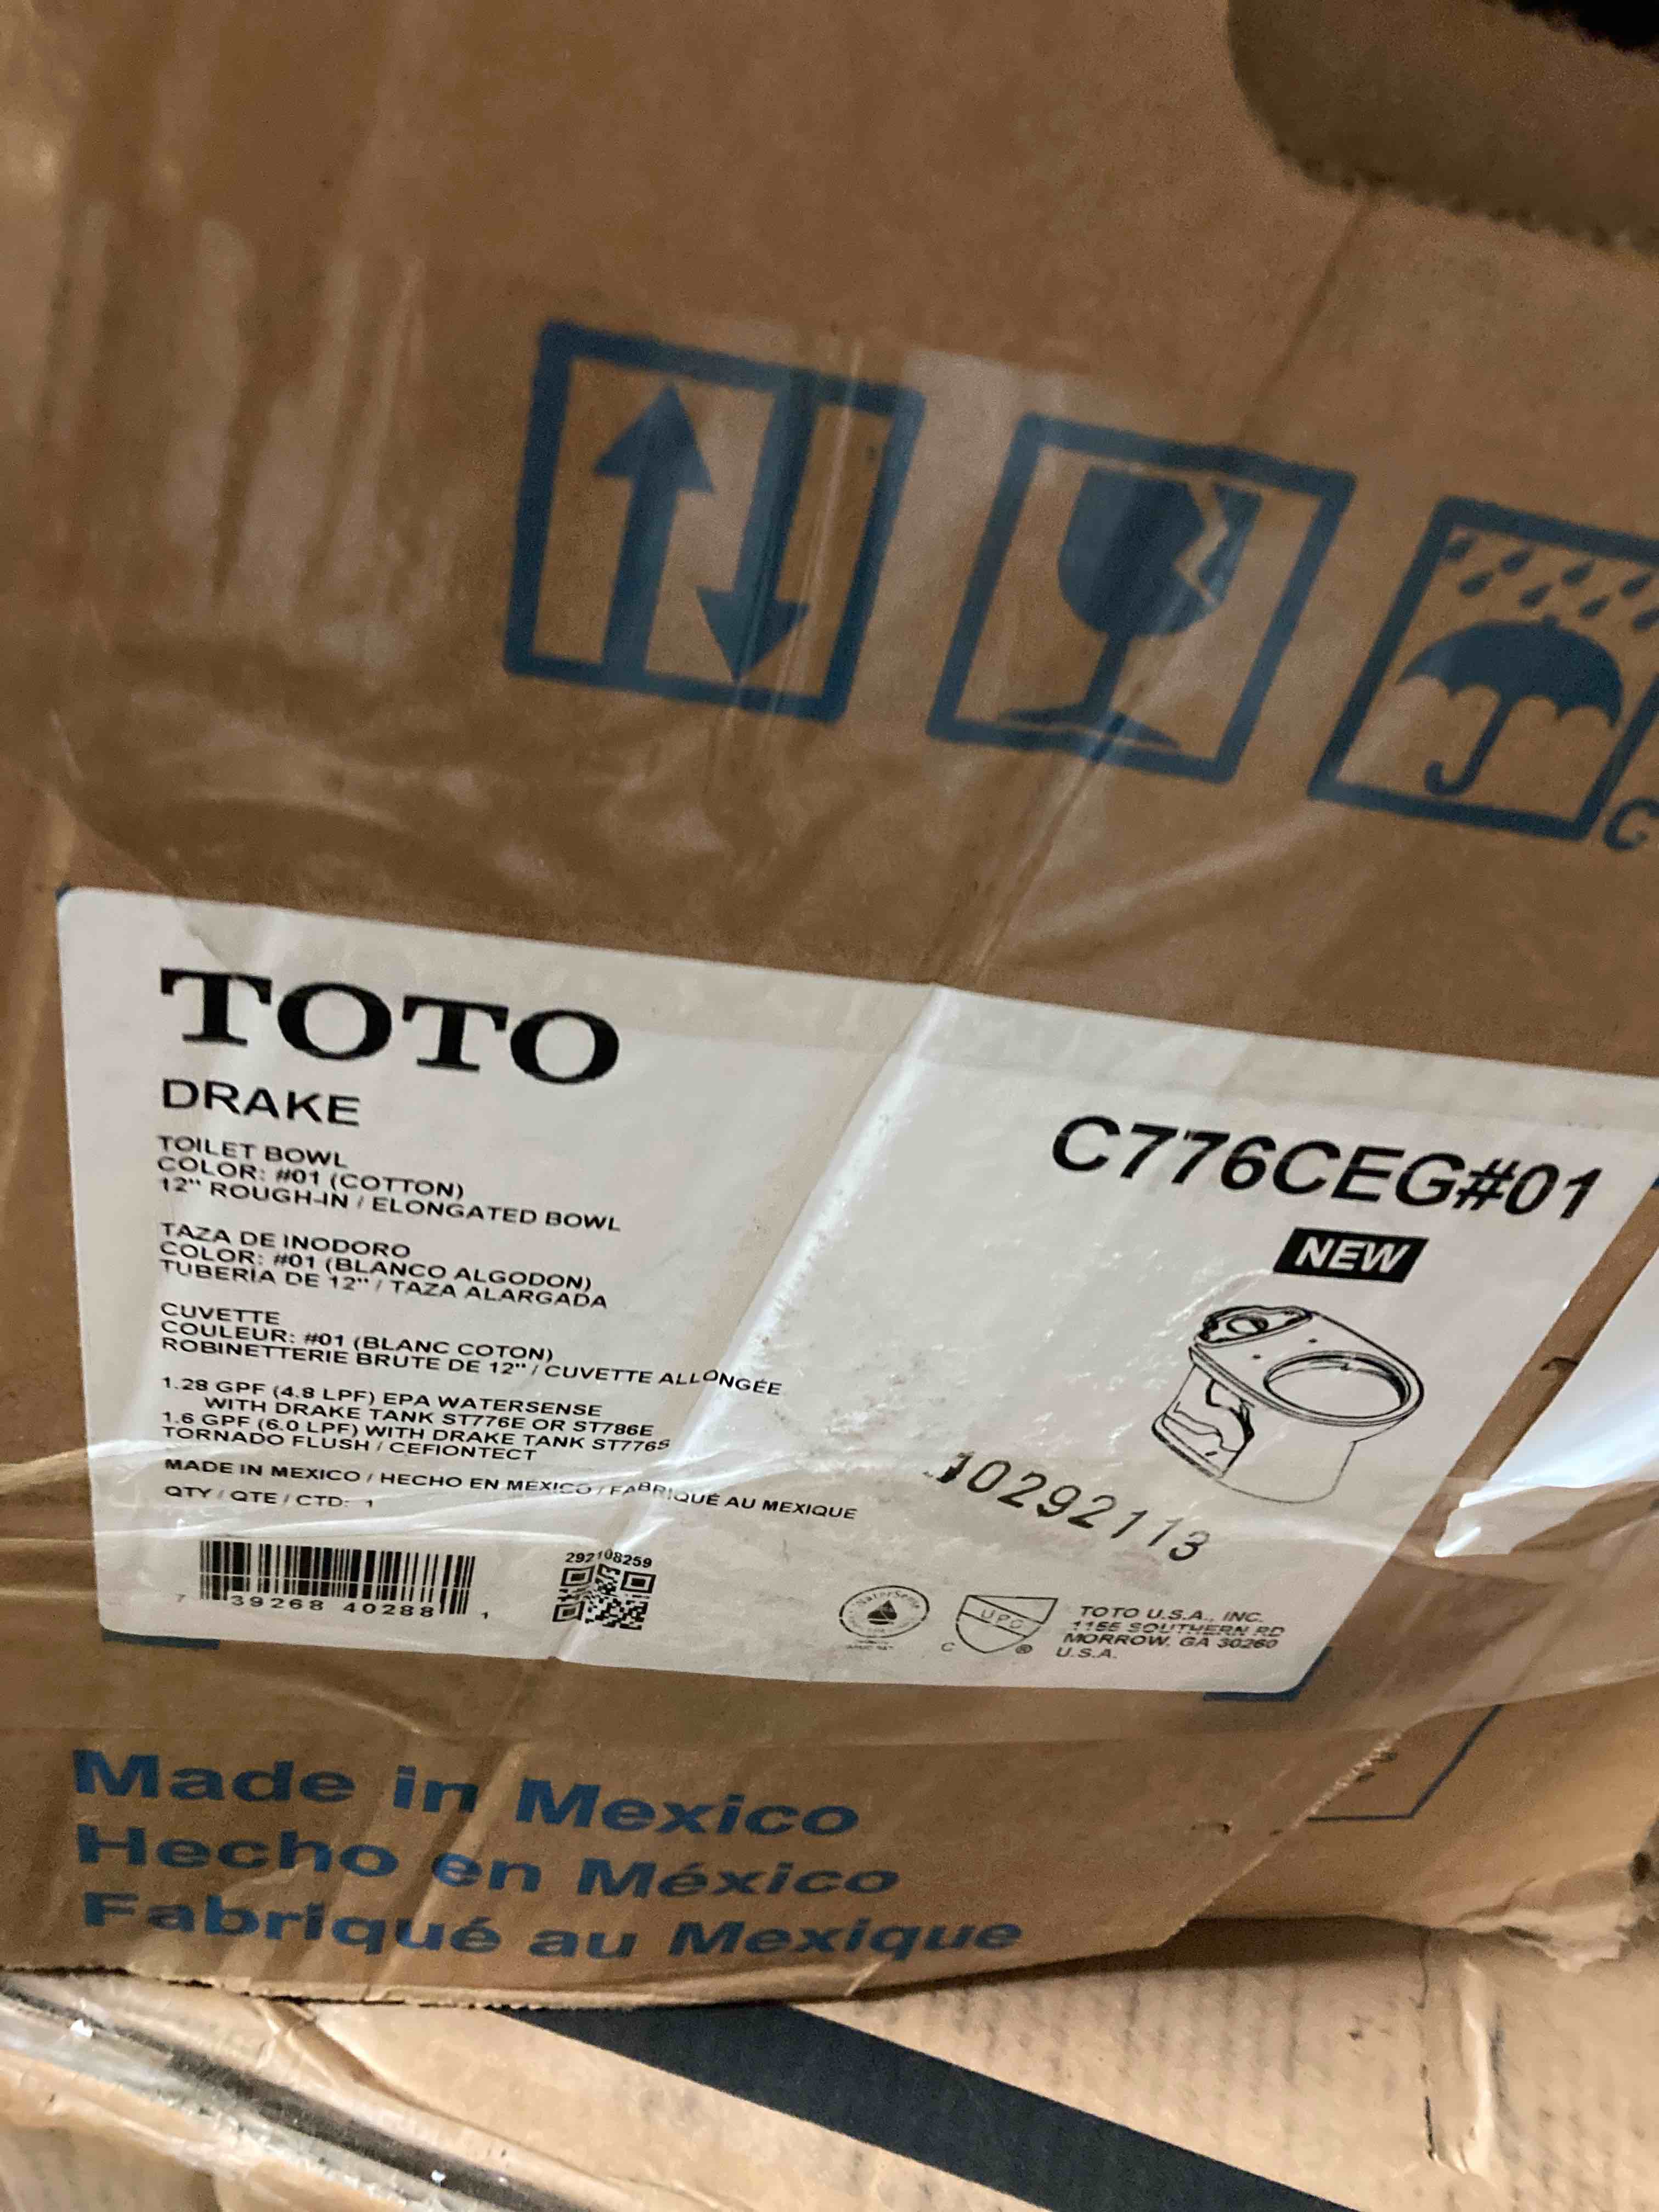 C
TOTO
DRAKE
TOILET BOWL
COLOR: #01 (COTTON)
12" ROUGH-IN / ELONGATED BOWL
TAZA DE INODORO
COLOR: #01 (BLANCO ALGODON)
TUBERÍA DE 12" / TAZA ALARGADA
CUVETTE
COULEUR: #01 (BLANC COTON)
ROBINETTERIE BRUTE DE 12" / CUVETTE ALLONGÉE
1.28 GPF (4.8 LPF) EPA WATERSENSE
WITH DRAKE TANK ST776E OR ST786E
1.6 GPF (6.0 LPF) WITH DRAKE TANK ST776S
TORNADO FLUSH / CEFIONTECT
MADE IN MEXICO / HECHO EN MÉXICO / FABRIQUÉ AU MEXIQUE
QTY / QTE / CTD: 1
7 39268 40288 1
292108259
C776CEG#01
NEW
10292113
WaterSense
UPC
C ®
TOTO U.S.A., INC.
1155 SOUTHERN RD
MORROW, GA 30260
U.S.A.
Made in Mexico
Hecho en México
Fabriqué au Mexique